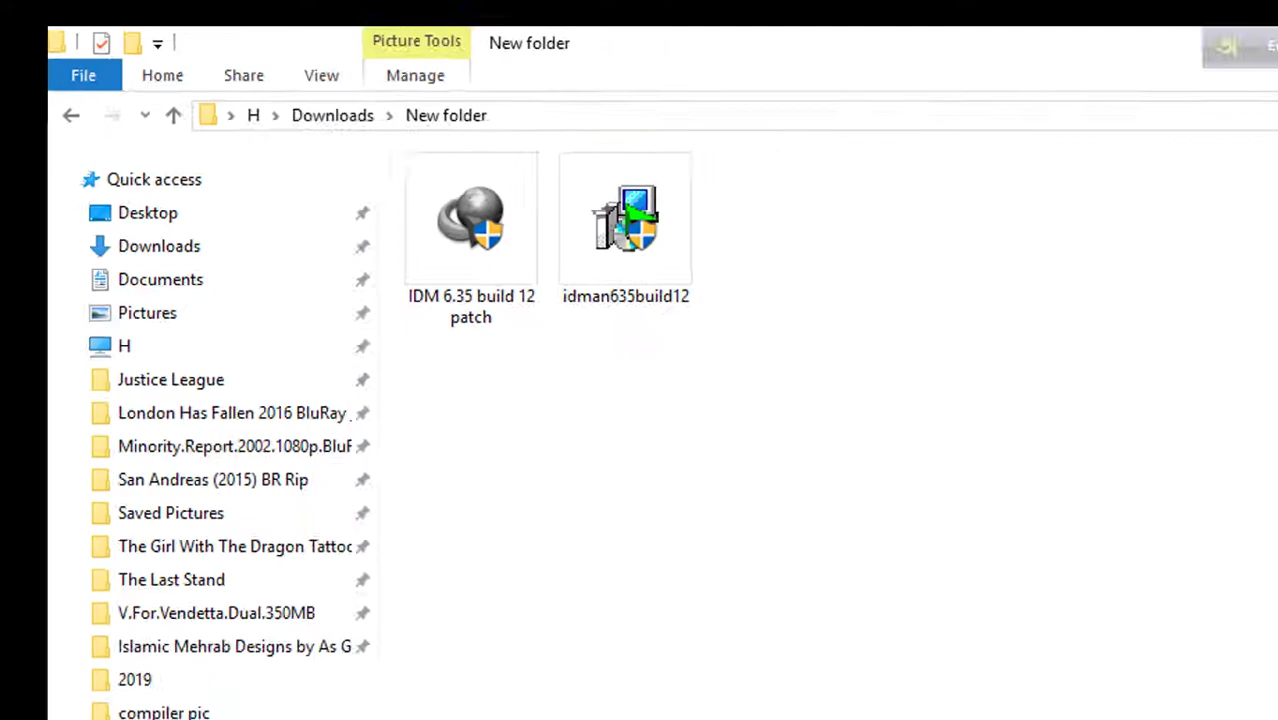 Picture Tools
New folder
File Home Share View Manage
H Downloads New folder
Quick access
Desktop
Downloads
Documents
Pictures
H
Justice League
London Has Fallen 2016 BluRay
Minority.Report.2002.1080p.BluF
San Andreas (2015) BR Rip
Saved Pictures
The Girl With The Dragon Tattoo
The Last Stand
V.For.Vendetta.Dual.350MB
Islamic Mehrab Designs by As G
2019
compiler pic
IDM 6.35 build 12
patch
idman635build12